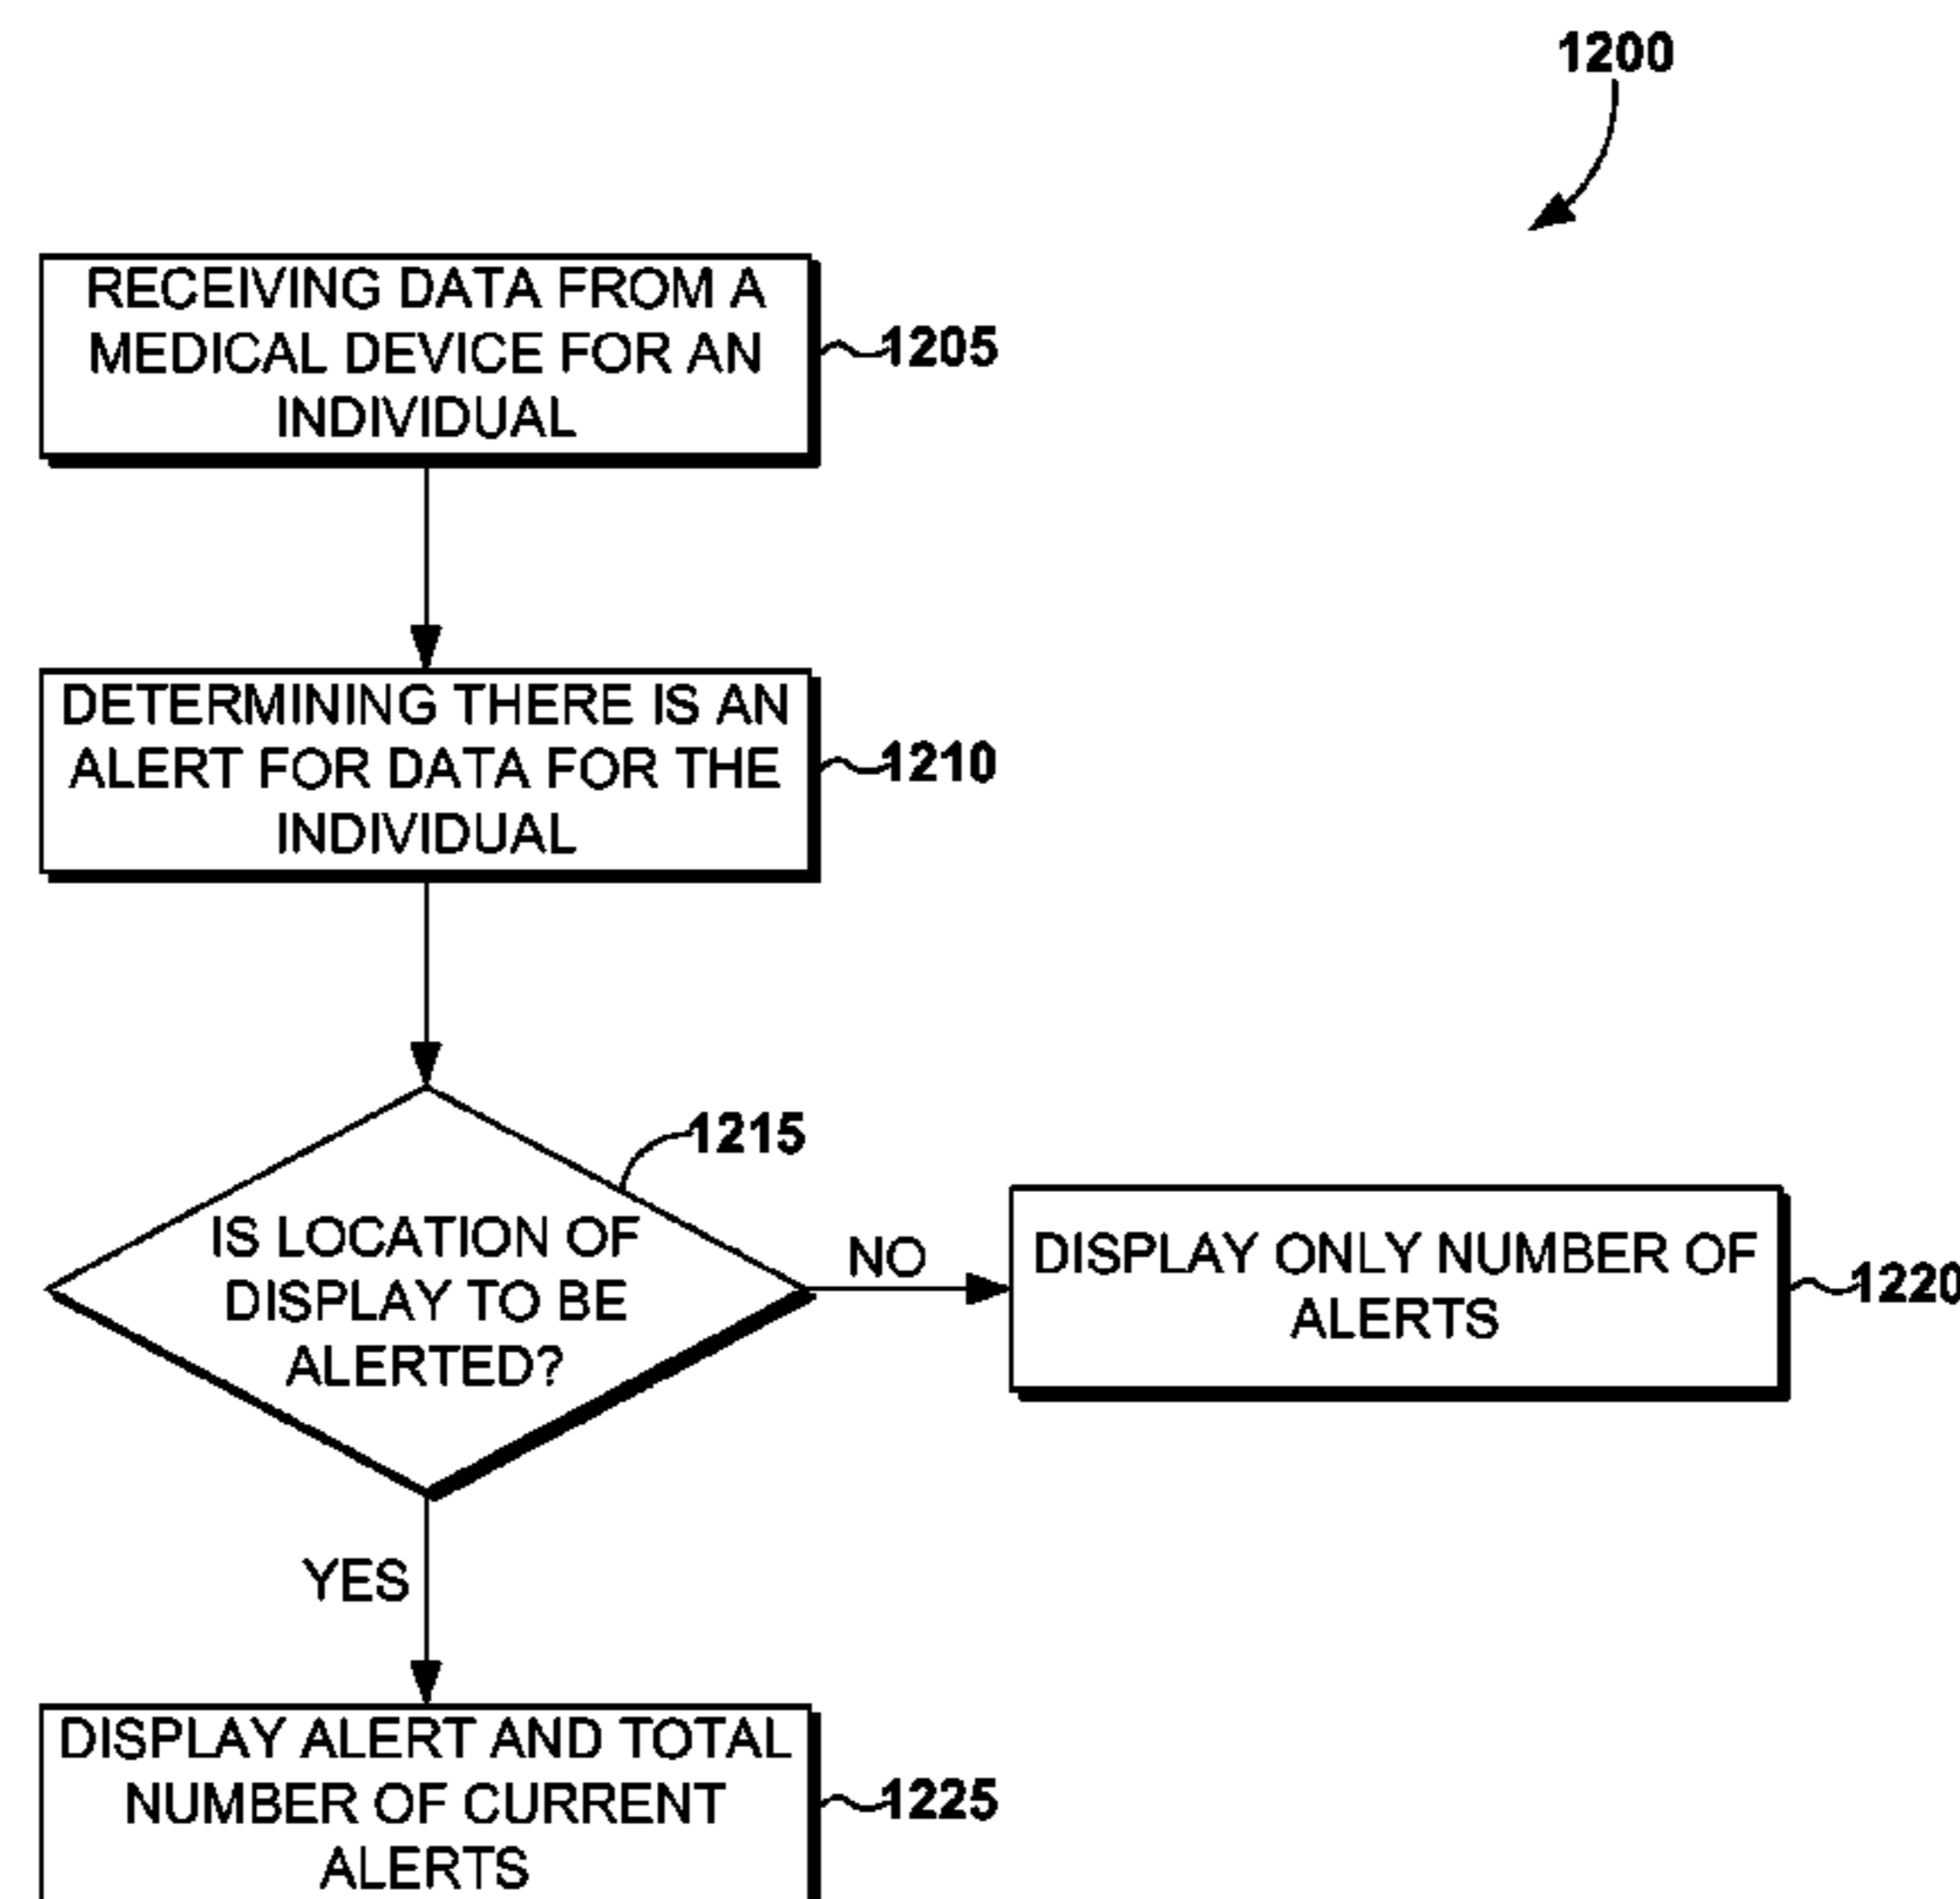 1200
RECEIVING DATA FROM A
MEDICAL DEVICE FOR AN
INDIVIDUAL
1205
DETERMINING THERE IS AN
ALERT FOR DATA FOR THE
INDIVIDUAL
1210
1215
IS LOCATION OF
DISPLAY TO BE
ALERTED?
NO
DISPLAY ONLY NUMBER OF
ALERTS
1220
YES
DISPLAY ALERT AND TOTAL
NUMBER OF CURRENT
ALERTS
1225